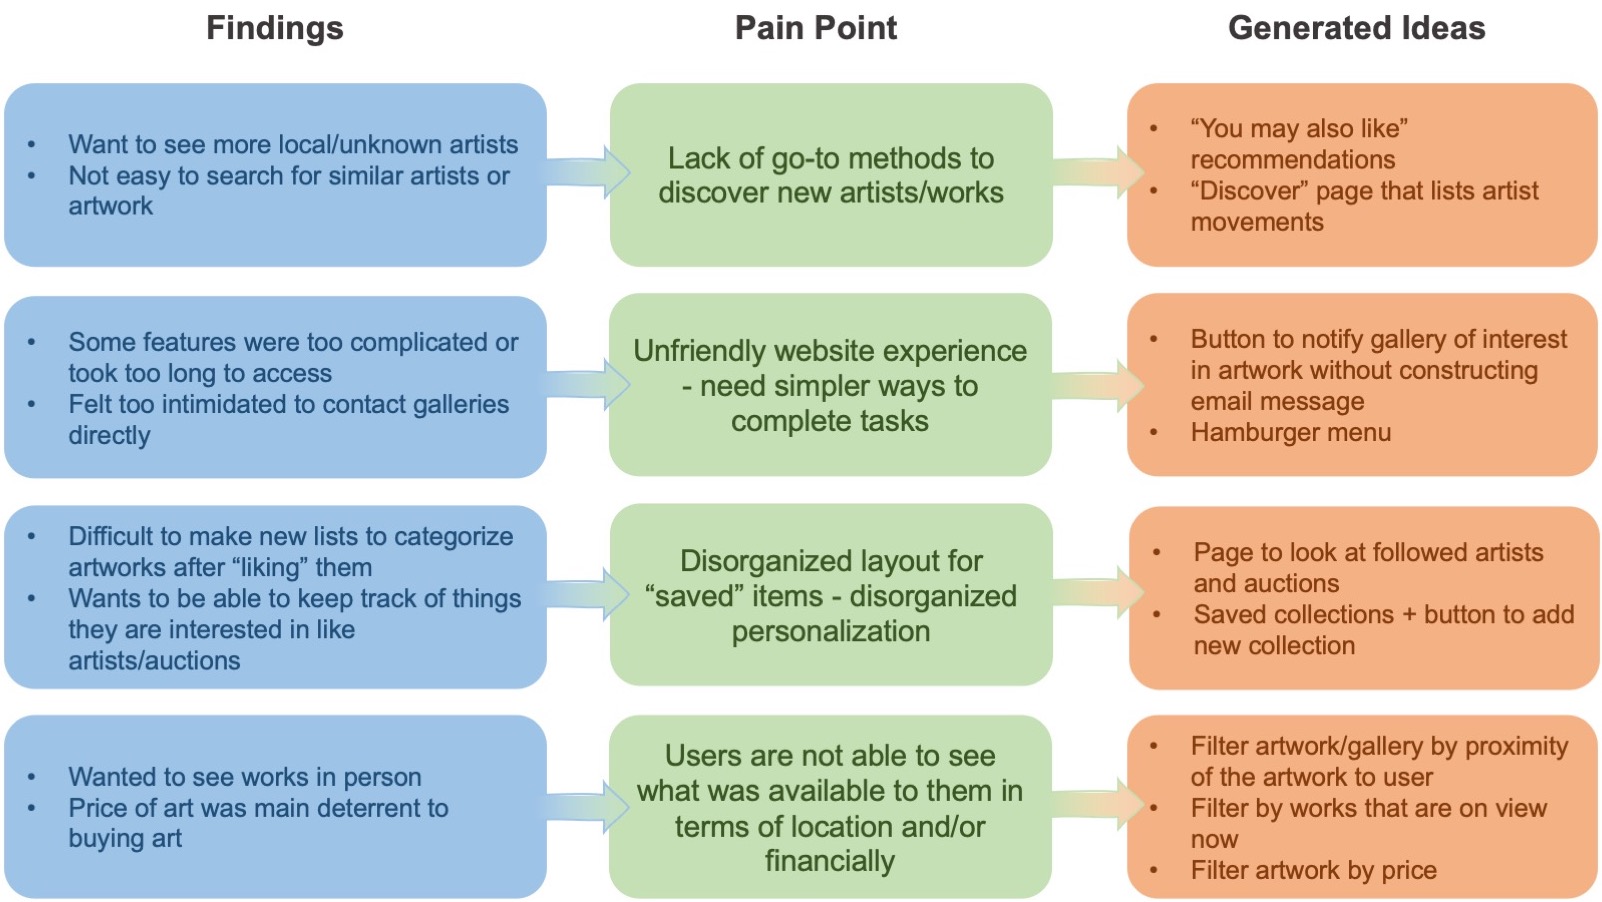 Findings
Pain Point
Generated Ideas
• Want to see more local/unknown artists
• Not easy to search for similar artists or
artwork
Lack of go-to methods to
discover new artists/works
• “You may also like”
recommendations
• “Discover” page that lists artist
movements
• Some features were too complicated or
took too long to access
• Felt too intimidated to contact galleries
directly
Unfriendly website experience
- need simpler ways to
complete tasks
• Button to notify gallery of interest
in artwork without constructing
email message
• Hamburger menu
• Difficult to make new lists to categorize
artworks after “liking” them
• Wants to be able to keep track of things
they are interested in like
artists/auctions
Disorganized layout for
“saved” items - disorganized
personalization
• Page to look at followed artists
and auctions
• Saved collections + button to add
new collection
• Wanted to see works in person
• Price of art was main deterrent to
buying art
Users are not able to see
what was available to them in
terms of location and/or
financially
• Filter artwork/gallery by proximity
of the artwork to user
• Filter by works that are on view
now
• Filter artwork by price